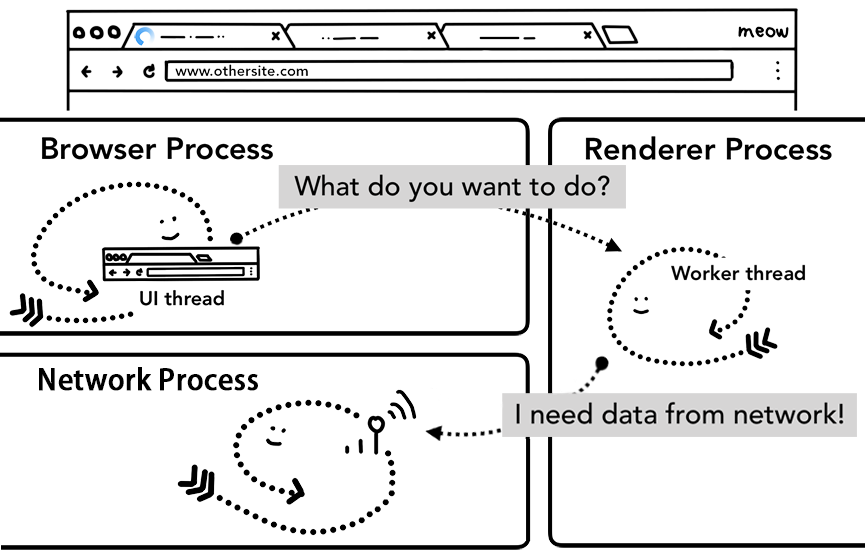 meow
www.othersite.com
Browser Process
Renderer Process
What do you want to do?
UI thread
Worker thread
Network Process
I need data from network!